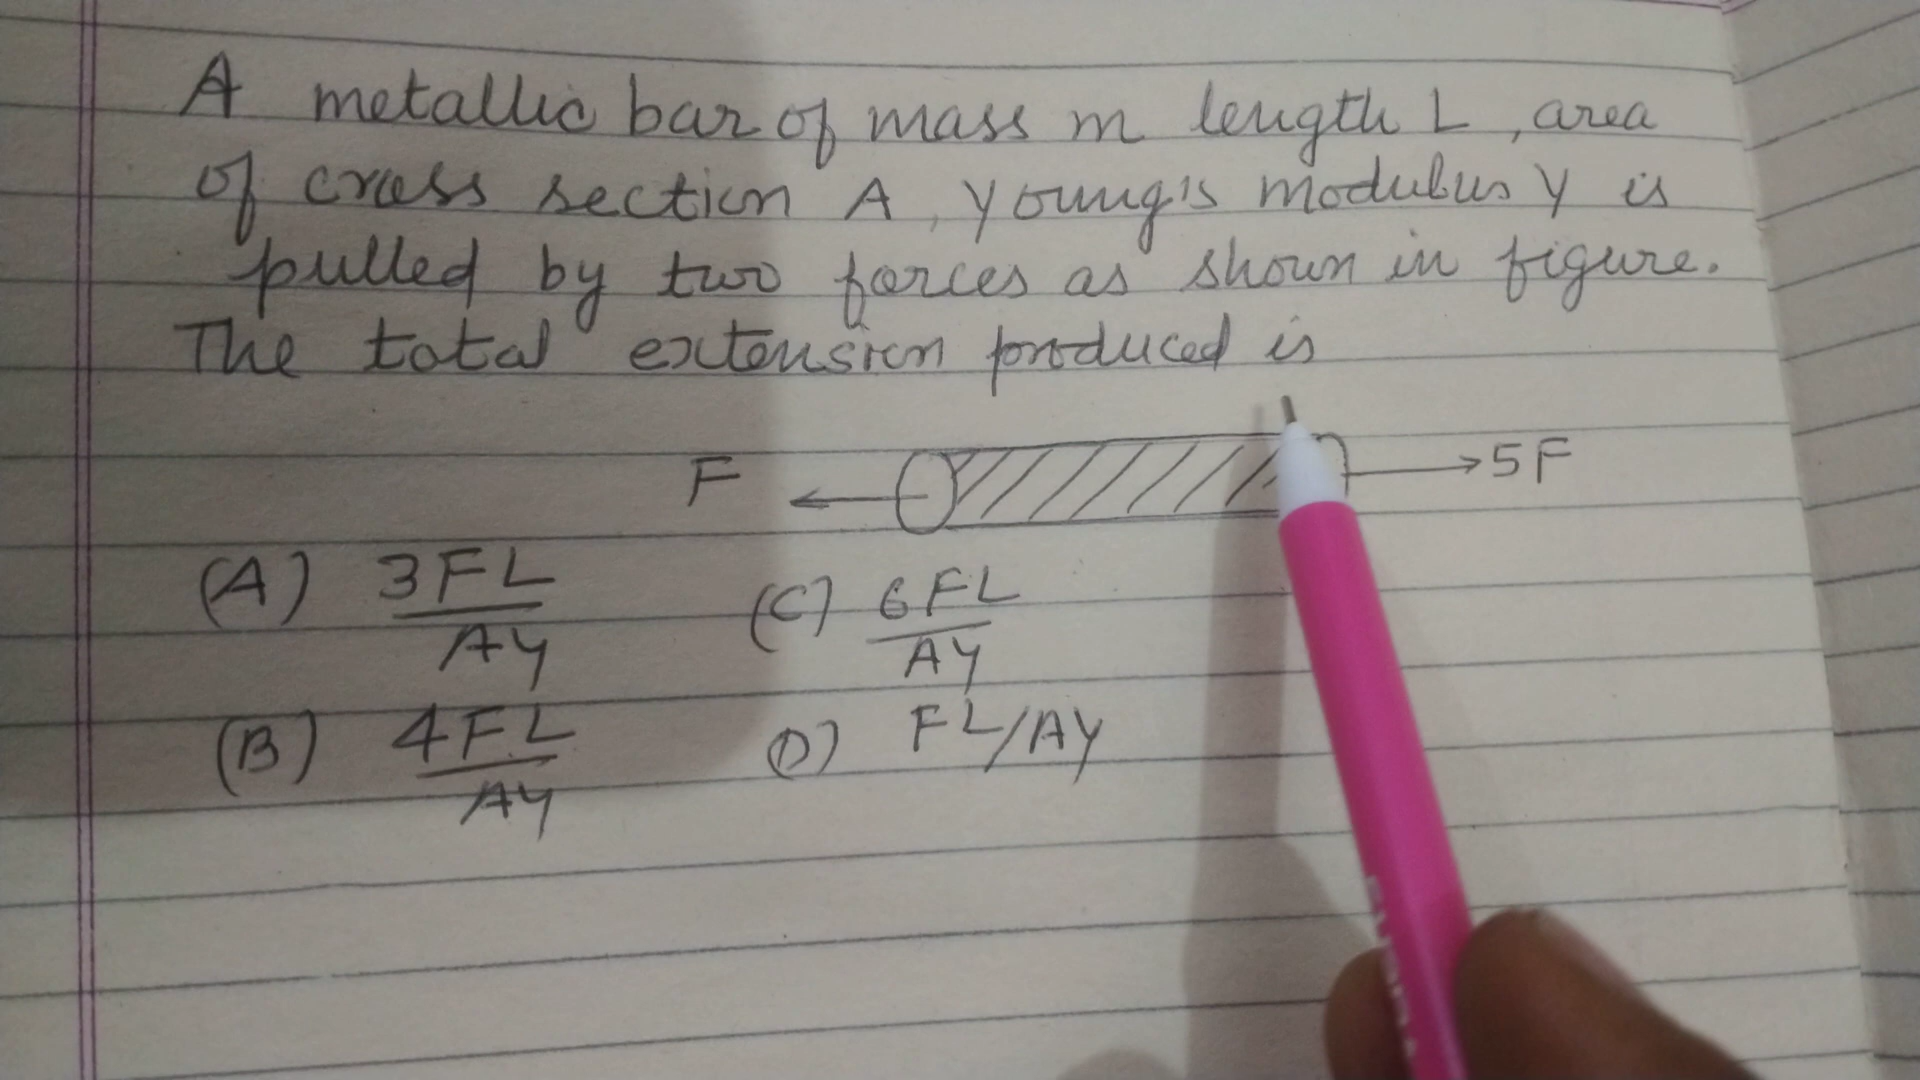 A metallic bar of mass m length L, area
of cross section A, young's modulus Y is
pulled by two forces as shown in figure.
The total extension produced is
F 5F
(A) 3FL/AY (C) 6FL/AY
(B) 4FL/AY D) FL/AY